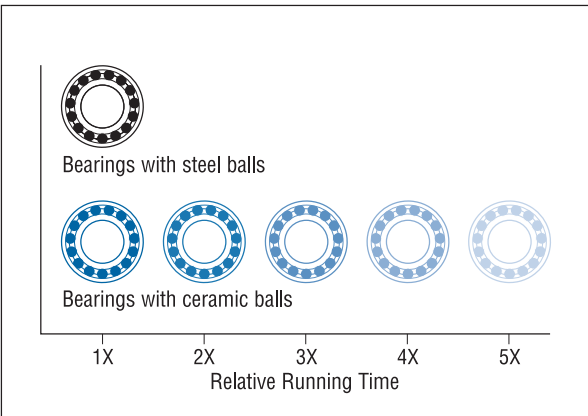 Bearings with steel balls
Bearings with ceramic balls
1X 2X 3X 4X 5X
Relative Running Time